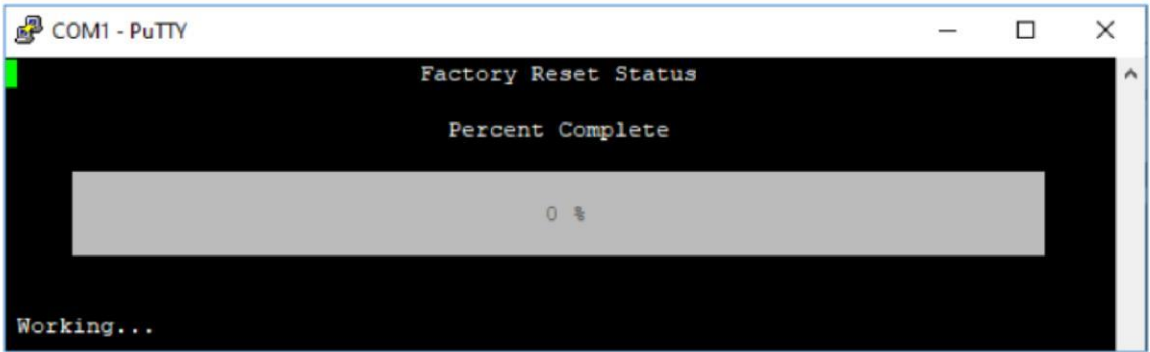 COM1 - PuTTY
Factory Reset Status
Percent Complete
0 %
Working...